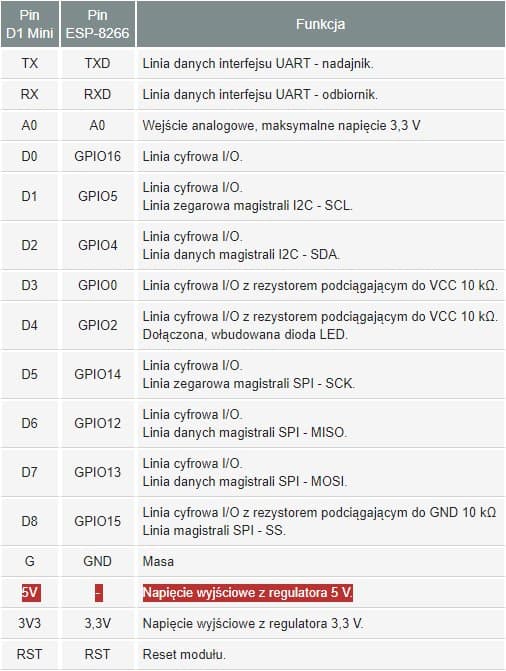 Pin D1 Mini Pin ESP-8266 Funkcja
TX TXD Linia danych interfejsu UART - nadajnik.
RX RXD Linia danych interfejsu UART - odbiornik.
A0 A0 Wejście analogowe, maksymalne napięcie 3,3 V
D0 GPIO16 Linia cyfrowa I/O.
D1 GPIO5 Linia cyfrowa I/O.
Linia zegarowa magistrali I2C - SCL.
D2 GPIO4 Linia cyfrowa I/O.
Linia danych magistrali I2C - SDA.
D3 GPIO0 Linia cyfrowa I/O z rezystorem podciągającym do VCC 10 kΩ.
D4 GPIO2 Linia cyfrowa I/O z rezystorem podciągającym do VCC 10 kΩ.
Dołączona, wbudowana dioda LED.
D5 GPIO14 Linia cyfrowa I/O.
Linia zegarowa magistrali SPI - SCK.
D6 GPIO12 Linia cyfrowa I/O.
Linia danych magistrali SPI - MISO.
D7 GPIO13 Linia cyfrowa I/O.
Linia danych magistrali SPI - MOSI.
D8 GPIO15 Linia cyfrowa I/O z rezystorem podciągającym do GND 10 kΩ
Linia magistrali SPI - SS.
G GND Masa
5V - Napięcie wyjściowe z regulatora 5 V.
3V3 3,3V Napięcie wyjściowe z regulatora 3,3 V.
RST RST Reset modułu.